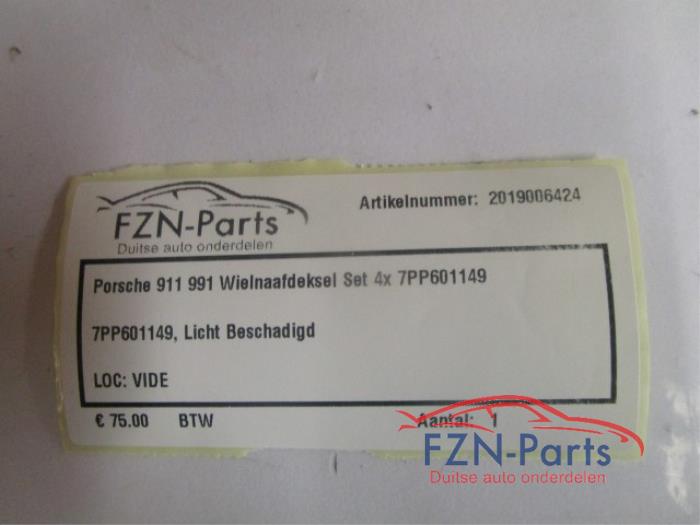 FZN-Parts
Duitse auto onderdelen
Artikelnummer: 2019006424
Porsche 911 991 Wielnaafdeksel Set 4x 7PP601149
7PP601149, Licht Beschadigd
LOC: VIDE
€ 75.00 BTW Aantal: 1
FZN-Parts
Duitse auto onderdelen